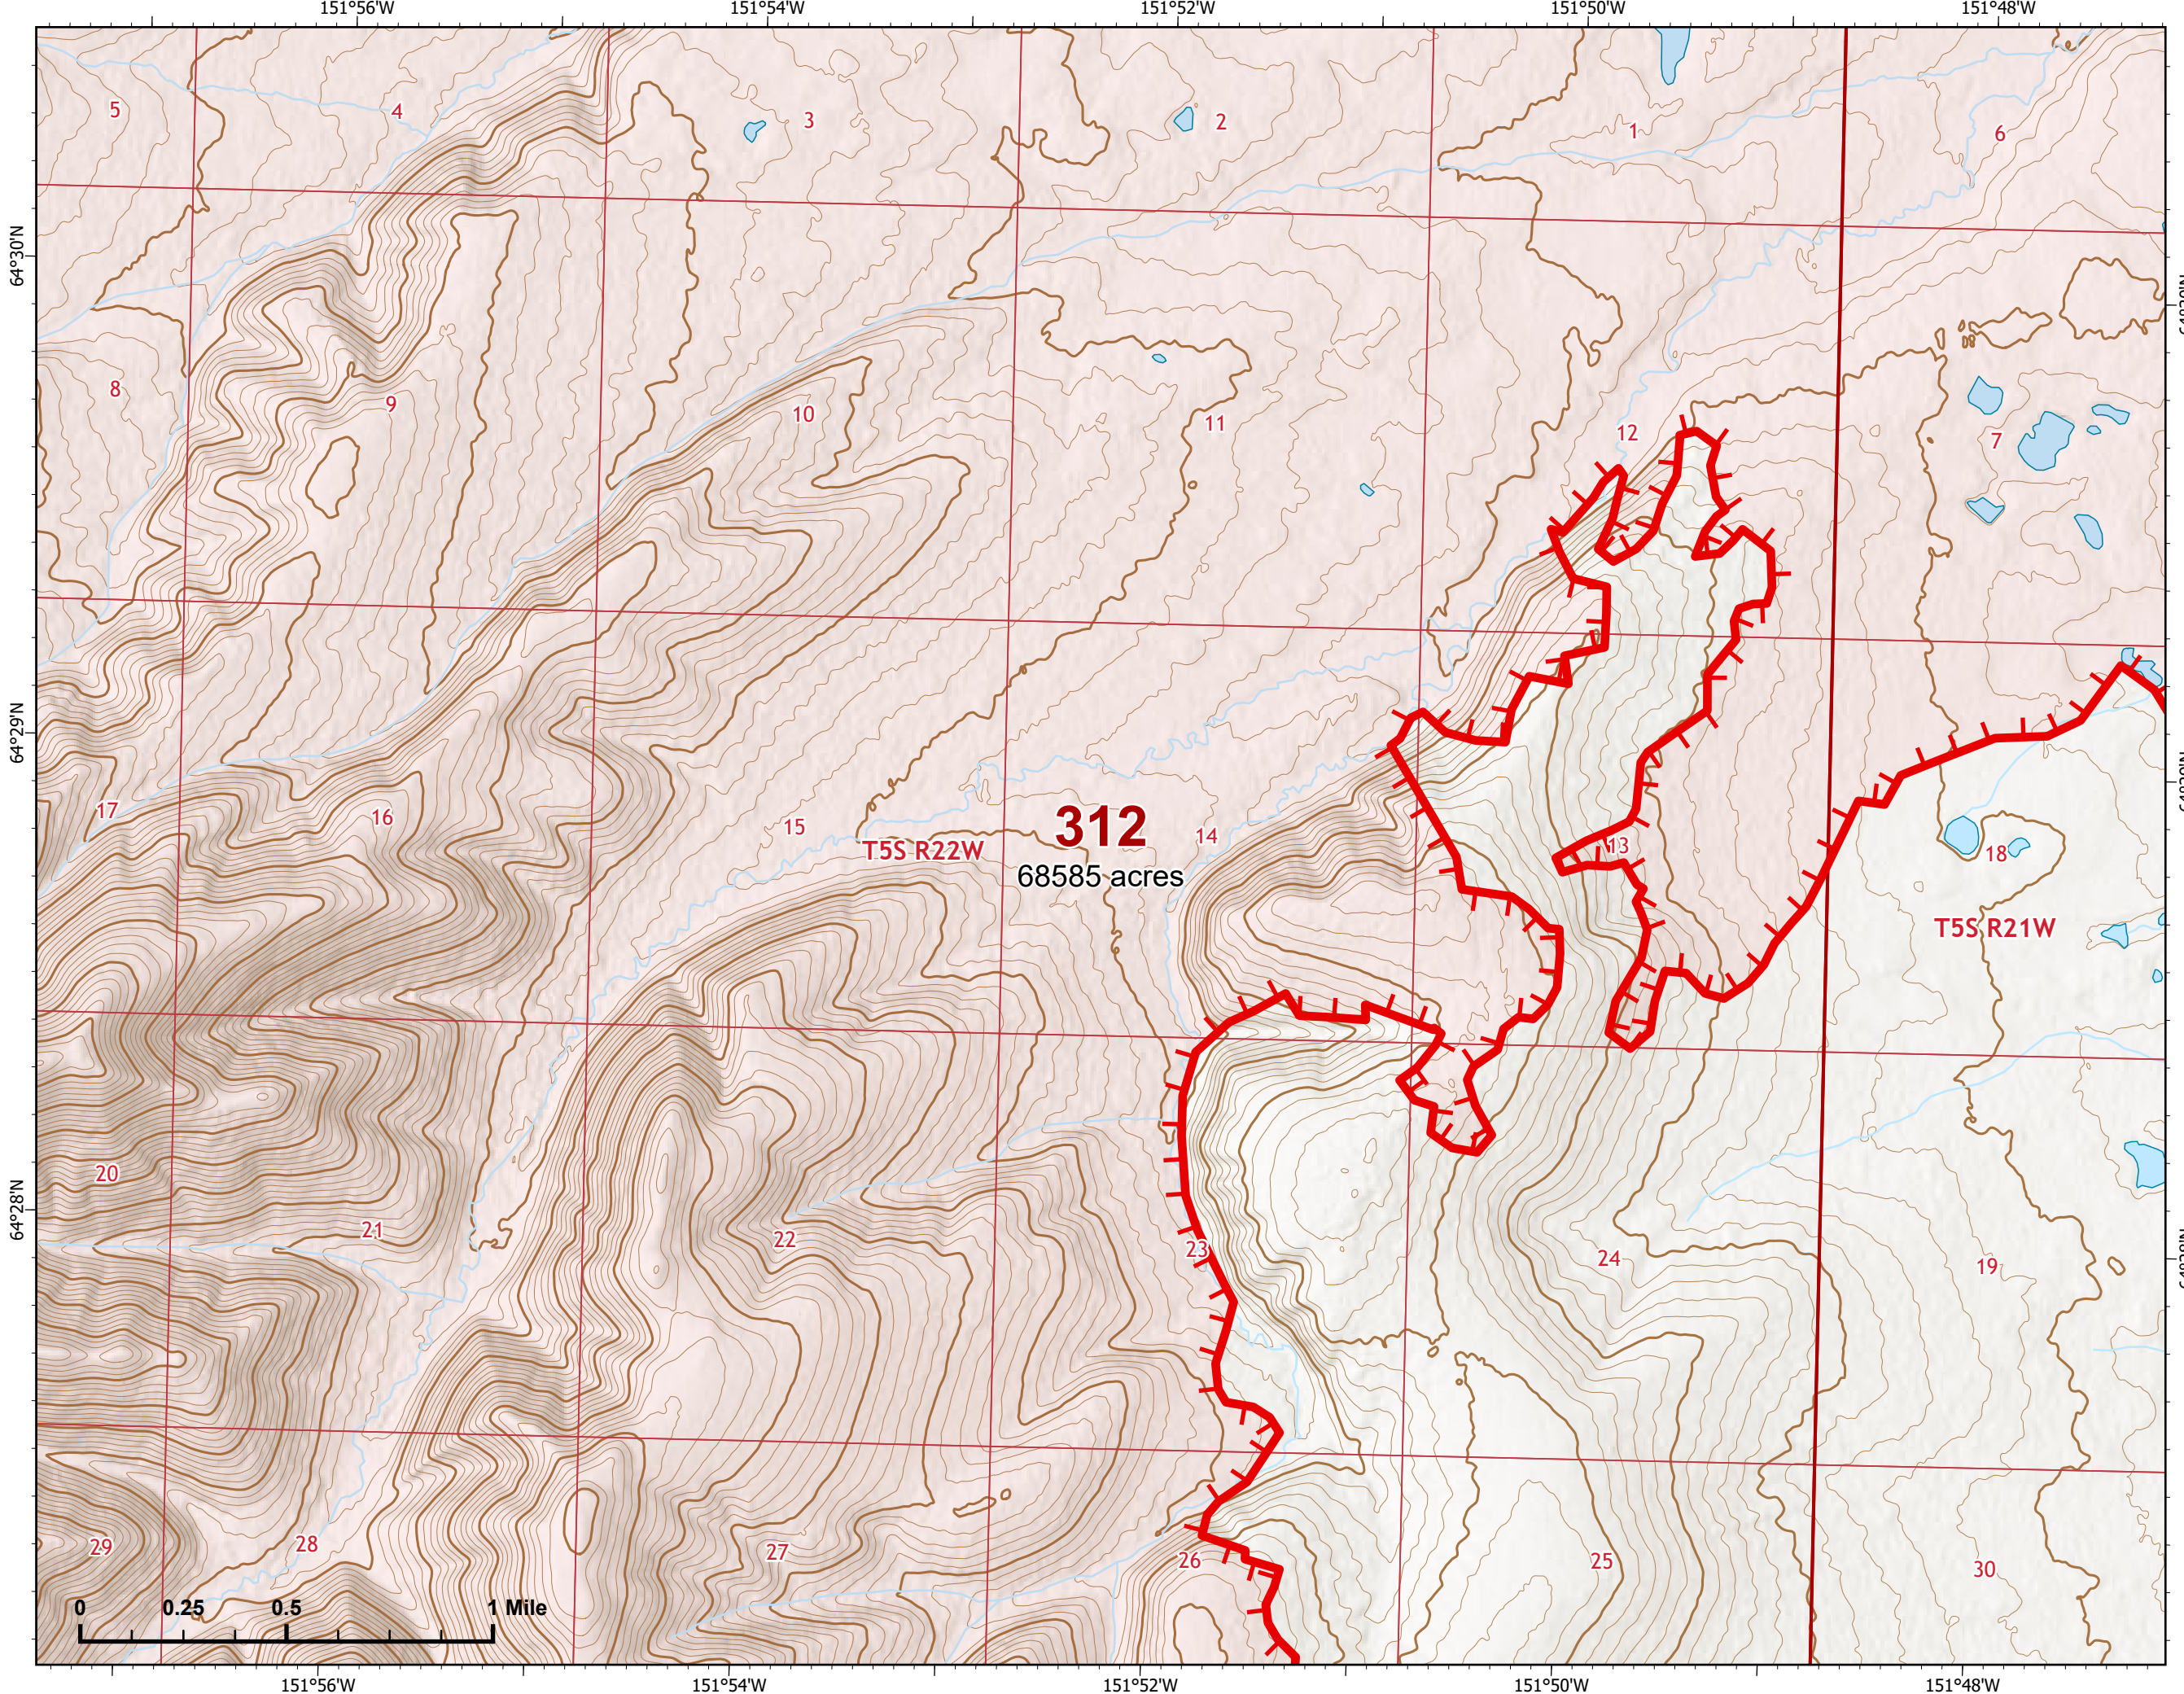 151°56'W 151°54'W 151°52'W 151°50'W 151°48'W
5 4 3 2 1 6
64°30'N
8 9 10 11 12 7
64°29'N
17 16 15 14 13 18
312
68585 acres
T5S R22W
T5S R21W
64°28'N
20 21 22 23 24 19
29 28 27 26 25 30
0 0.25 0.5 1 Mile
151°56'W 151°54'W 151°52'W 151°50'W 151°48'W